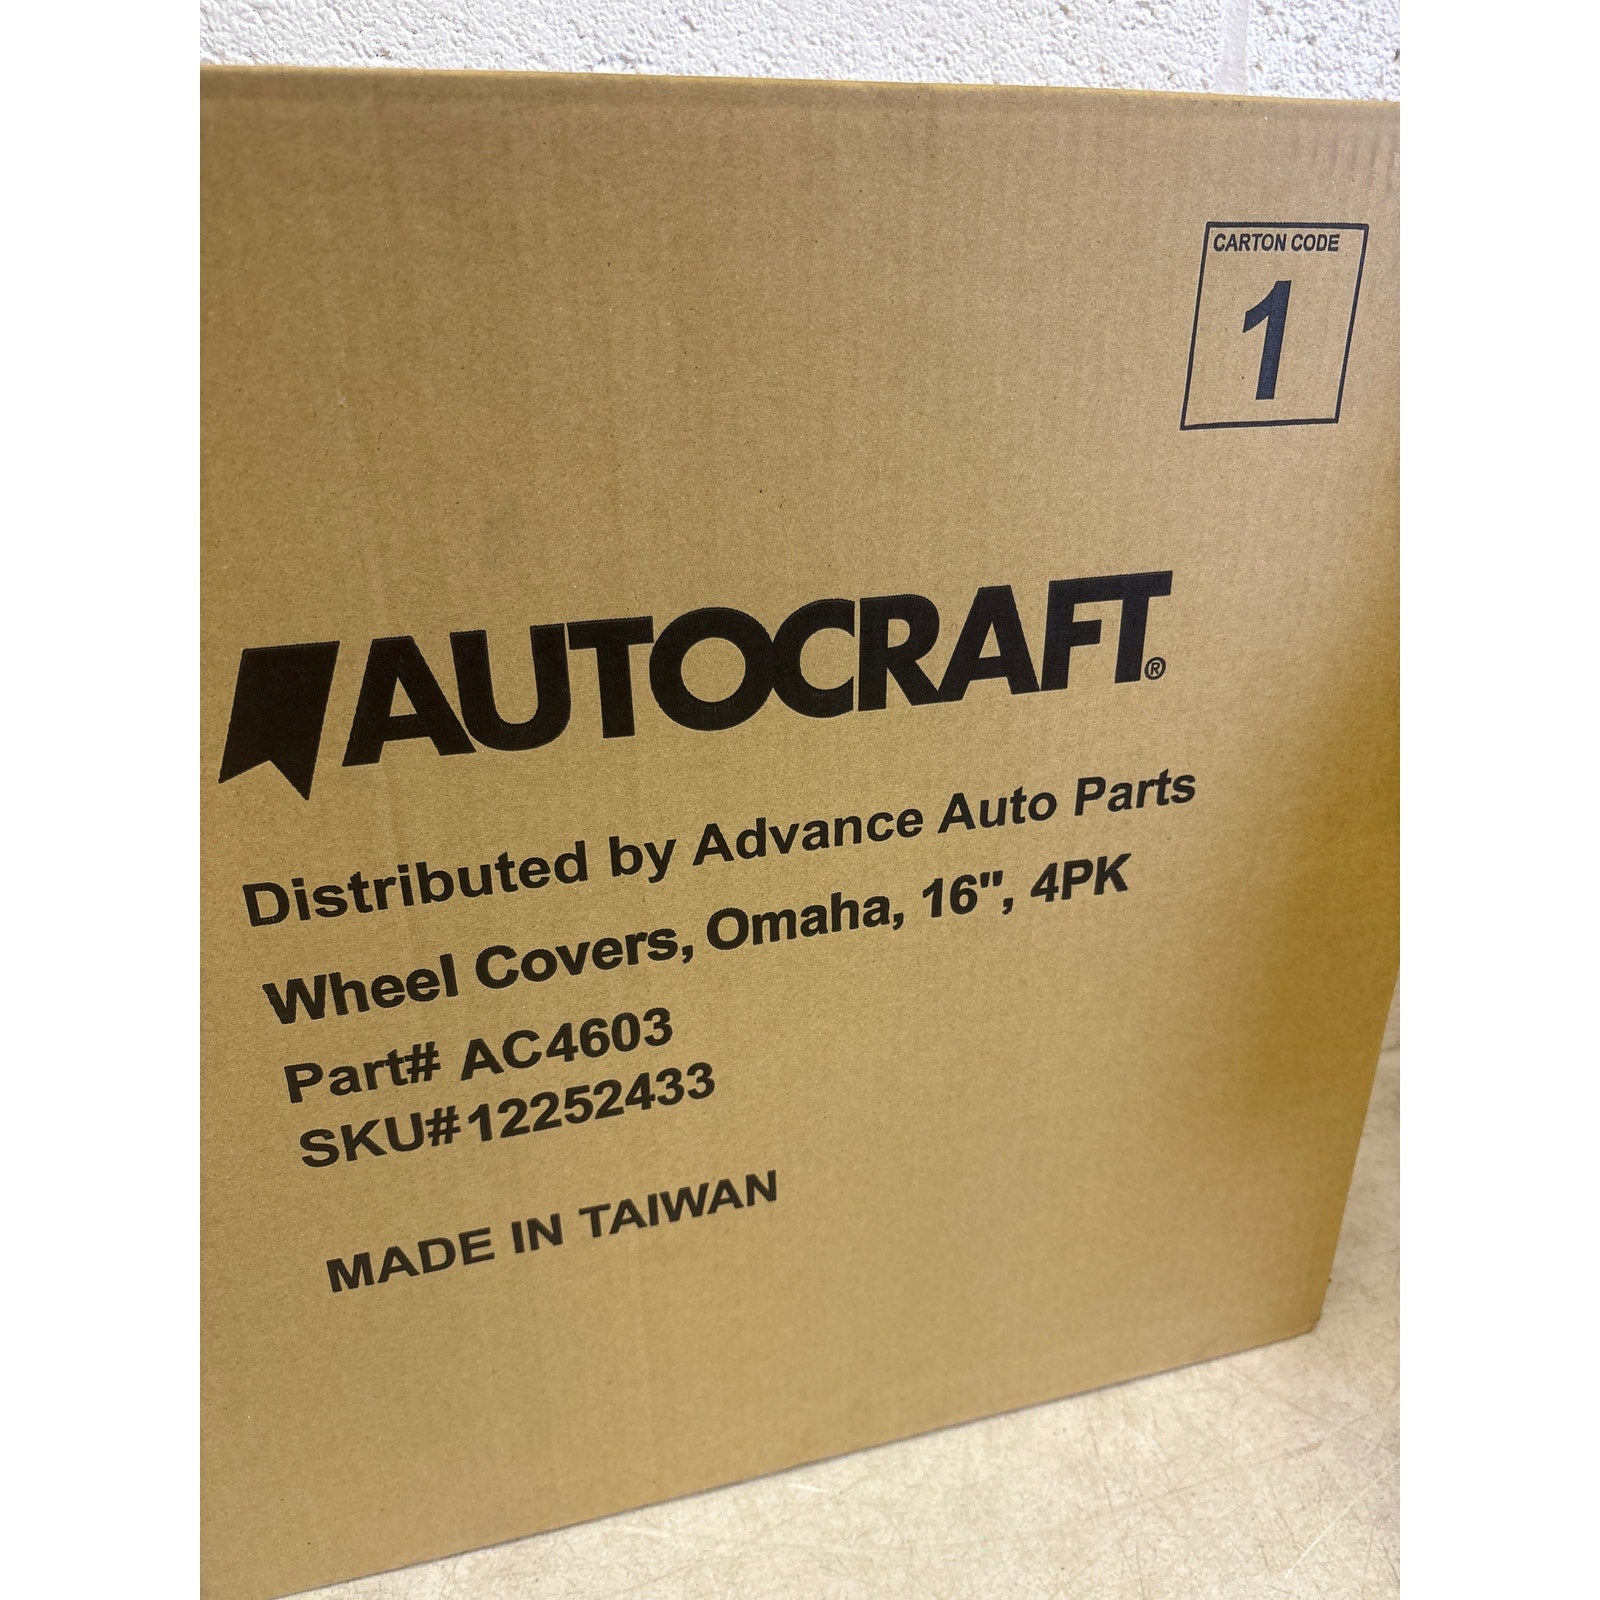 CARTON CODE
1
AUTOCRAFT®
Distributed by Advance Auto Parts
Wheel Covers, Omaha, 16", 4PK
Part# AC4603
SKU#12252433
MADE IN TAIWAN